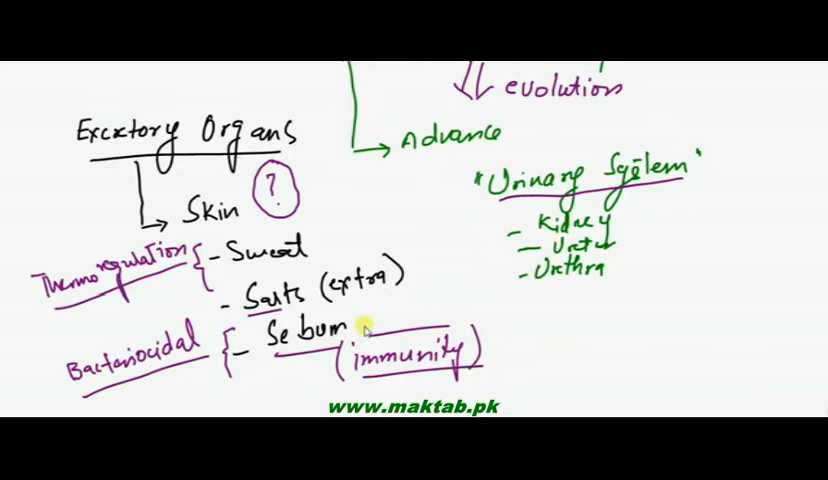 evolution
Excretory Organs
Advance
"Urinary System"
Skin
?
- Kidney
- Ureter
- Urethra
Thermoregulation
- Sweat
- Salts (extra)
Bacteriocidal
- Sebum
(immunity)
www.maktab.pk